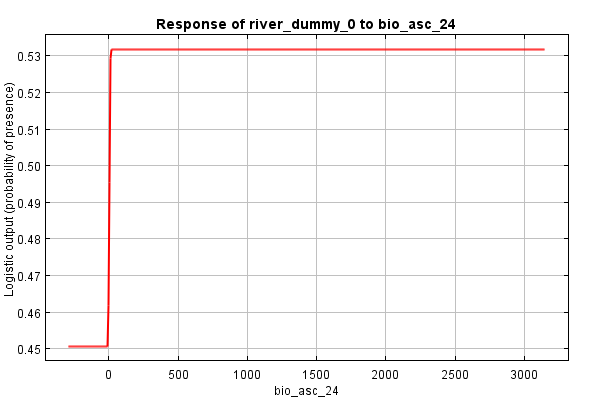 Response of river_dummy_0 to bio_asc_24
Logistic output (probability of presence)
0.53
0.52
0.51
0.50
0.49
0.48
0.47
0.46
0.45
0 500 1000 1500 2000 2500 3000
bio_asc_24